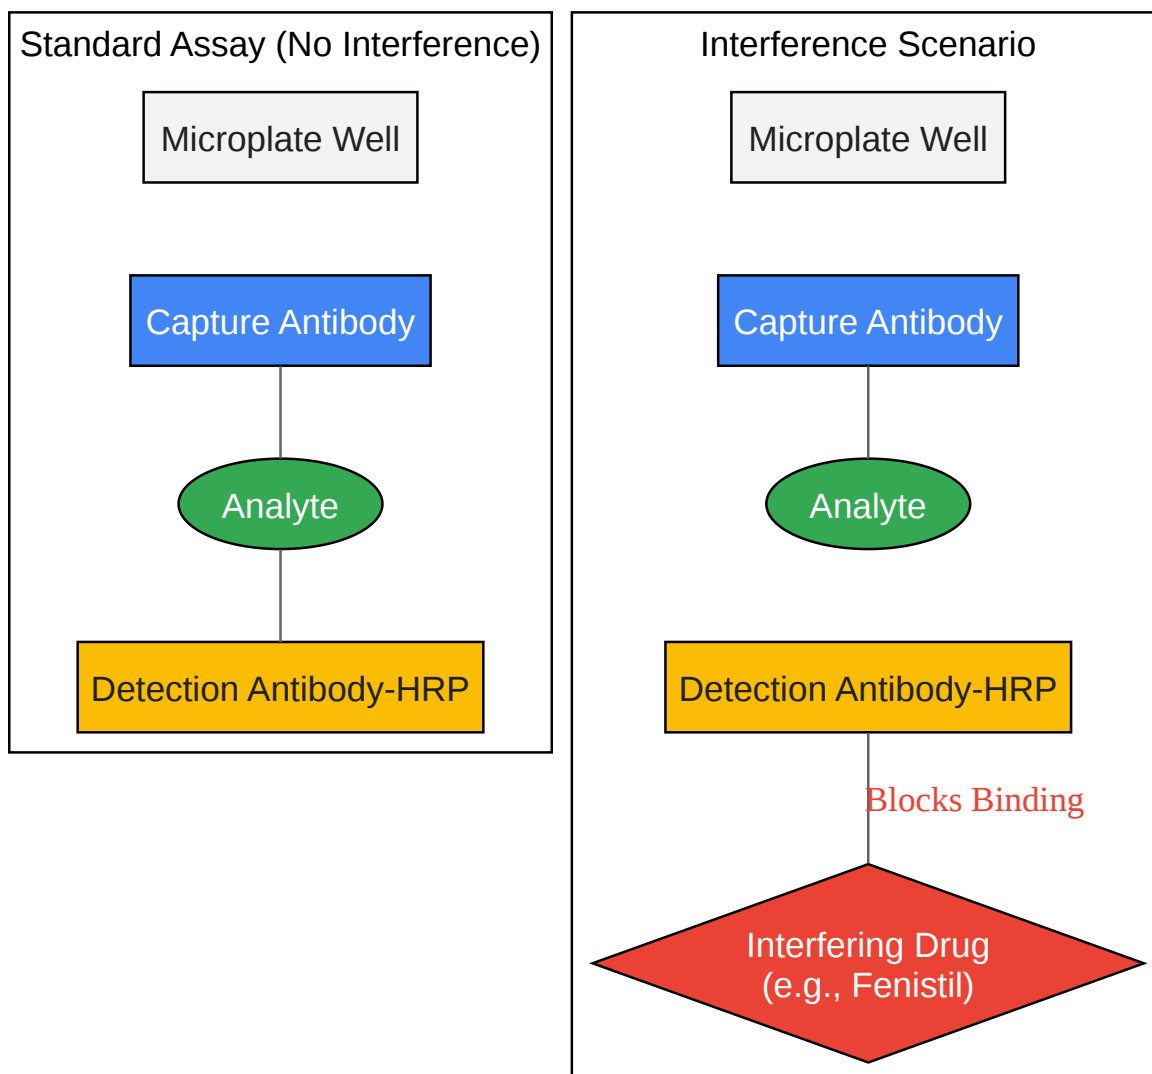 Standard Assay (No Interference)
Microplate Well
Capture Antibody
Analyte
Detection Antibody-HRP
Interference Scenario
Microplate Well
Capture Antibody
Analyte
Detection Antibody-HRP
Blocks Binding
Interfering Drug
(e.g., Fenistil)